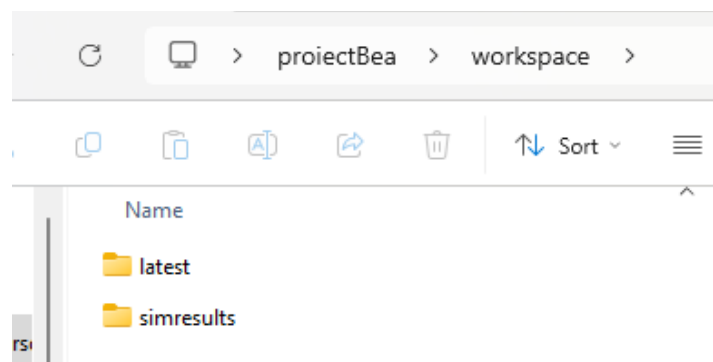 proiectBea > workspace >
Sort
Name
latest
simresults